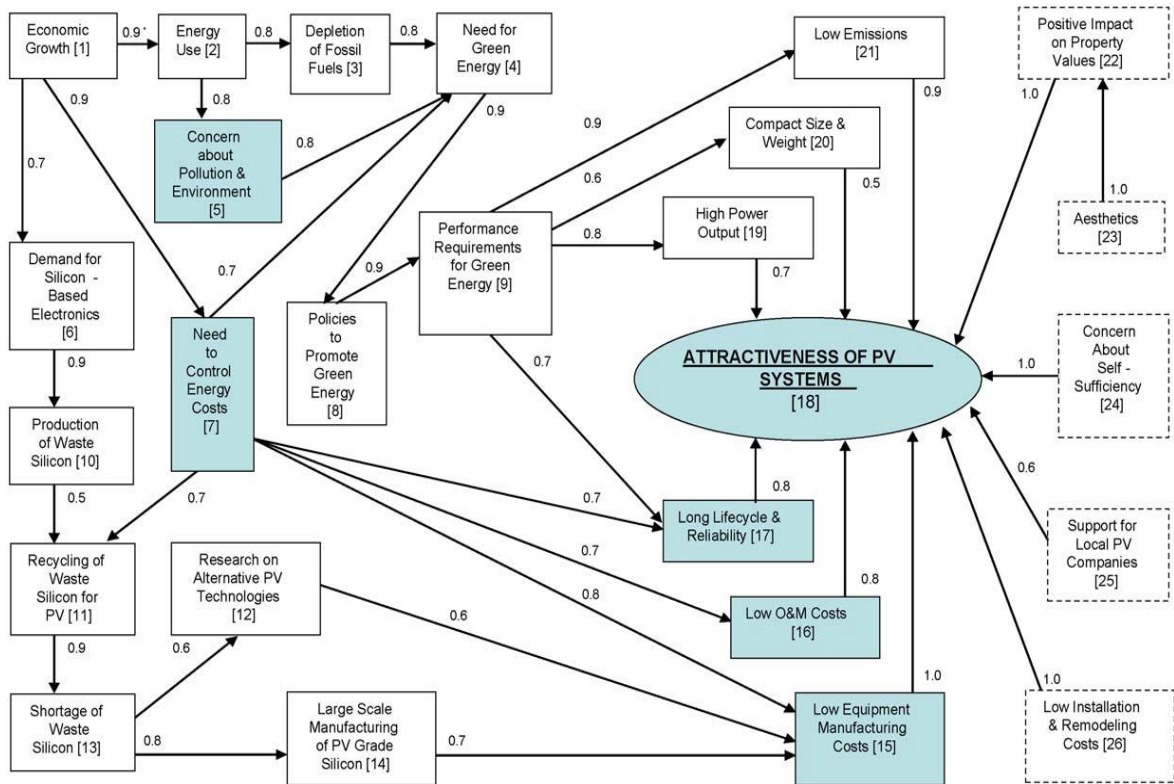 Economic
Growth [1]
0.9
Energy
Use [2]
0.8
Depletion
of Fossil
Fuels [3]
0.8
Need for
Green
Energy [4]
Low Emissions
[21]
Positive Impact
on Property
Values [22]
0.9
0.8
0.9
0.9
1.0
0.9
0.7
Concern
about
Pollution &
Environment
[5]
0.8
Compact Size &
Weight [20]
0.6
0.5
1.0
High Power
Output [19]
0.8
0.7
Aesthetics
[23]
Performance
Requirements
for Green
Energy [9]
0.9
Demand for
Silicon -
Based
Electronics
[6]
0.7
Need
to
Control
Energy
Costs
[7]
Policies
to
Promote
Green
Energy
[8]
0.7
ATTRACTIVENESS OF PV
SYSTEMS
[18]
1.0
Concern
About
Self -
Sufficiency
[24]
0.9
Production
of Waste
Silicon [10]
0.5
0.7
0.7
Long Lifecycle &
Reliability [17]
0.8
0.6
Support for
Local PV
Companies
[25]
Recycling of
Waste
Silicon for
PV [11]
Research on
Alternative PV
Technologies
[12]
0.7
0.8
0.8
Low O&M Costs
[16]
0.9
0.6
0.6
1.0
1.0
Shortage of
Waste
Silicon [13]
0.8
Large Scale
Manufacturing
of PV Grade
Silicon [14]
0.7
Low Equipment
Manufacturing
Costs [15]
Low Installation
& Remodeling
Costs [26]